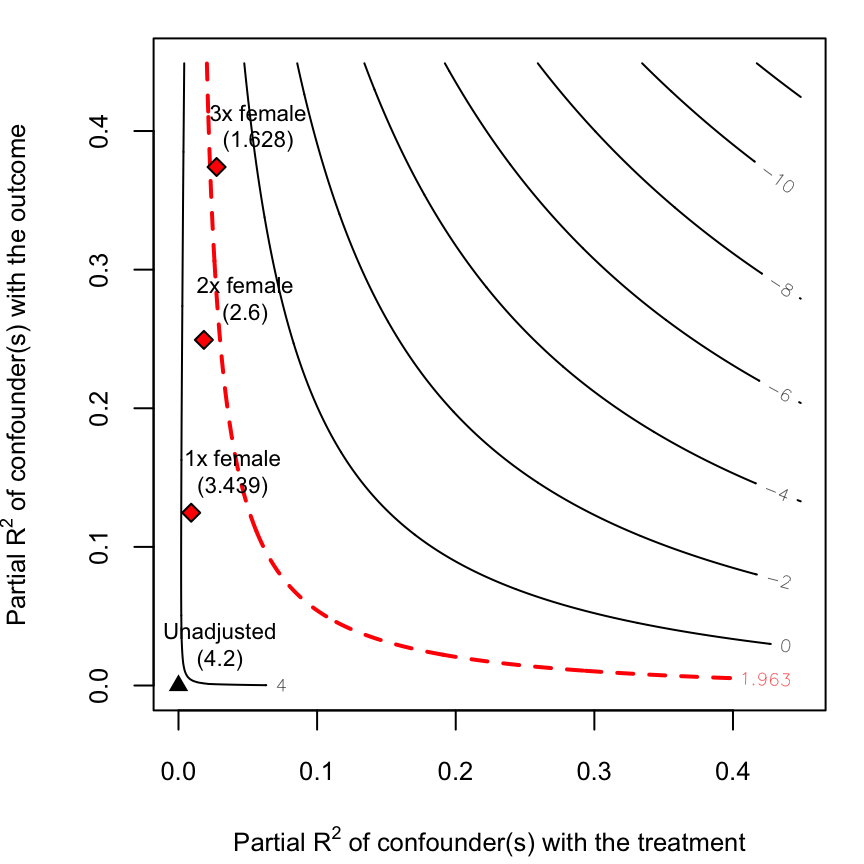 Partial R² of confounder(s) with the outcome
0.4
0.3
0.2
0.1
0.0
3x female
(1.628)
2x female
(2.6)
1x female
(3.439)
Unadjusted
(4.2)
-10
-8
-6
-4
-2
0
1.963
4
0.0 0.1 0.2 0.3 0.4
Partial R² of confounder(s) with the treatment